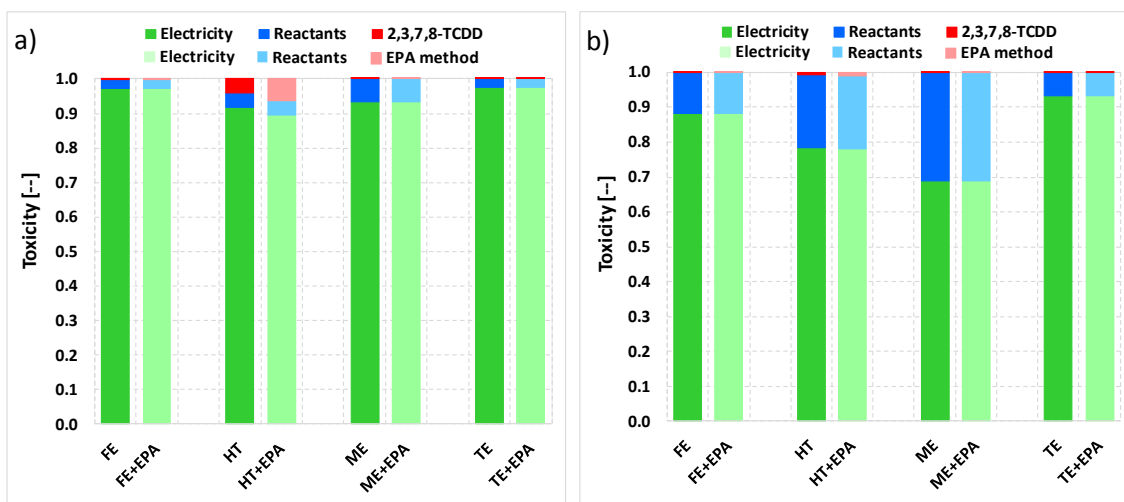 a)
Electricity Reactants 2,3,7,8-TCDD
Electricity Reactants EPA method
1.0
0.9
0.8
0.7
0.6
0.5
0.4
0.3
0.2
0.1
0.0
Toxicity [--]
FE
FE+EPA
HT
HT+EPA
ME
ME+EPA
TE
TE+EPA
b)
Electricity Reactants 2,3,7,8-TCDD
Electricity Reactants EPA method
1.0
0.9
0.8
0.7
0.6
0.5
0.4
0.3
0.2
0.1
0.0
Toxicity [--]
FE
FE+EPA
HT
HT+EPA
ME
ME+EPA
TE
TE+EPA